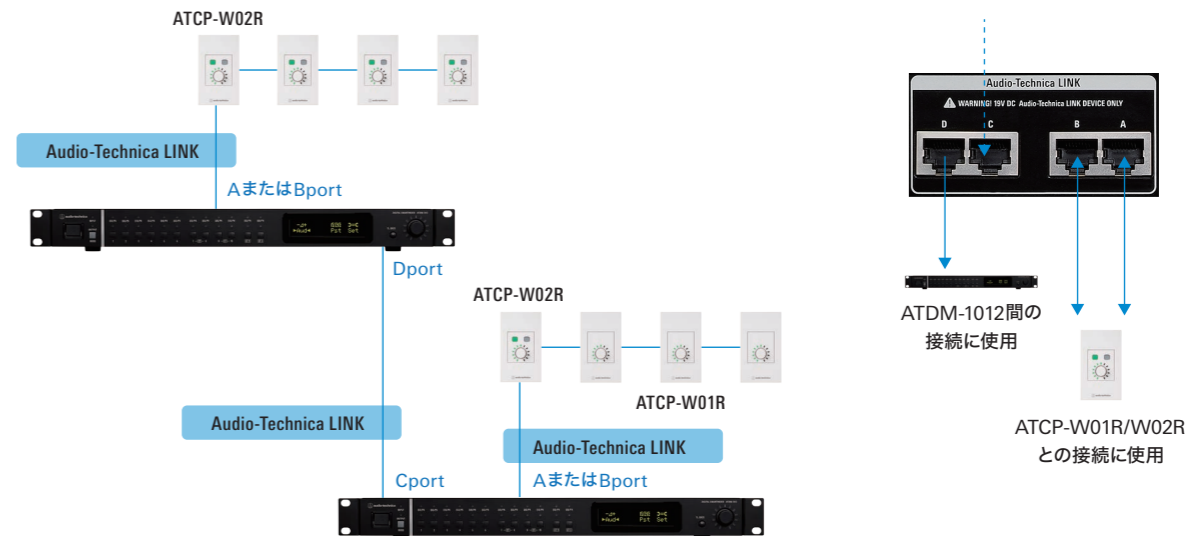 ATCP-W02R
Audio-Technica LINK
AまたはBport
Dport
ATCP-W02R
ATCP-W01R
Audio-Technica LINK
Audio-Technica LINK
Cport
AまたはBport
Audio-Technica LINK
WARNING! 19V DC Audio-Technica LINK DEVICE ONLY
D C B A
ATDM-1012間の
接続に使用
ATCP-W01R/W02R
との接続に使用